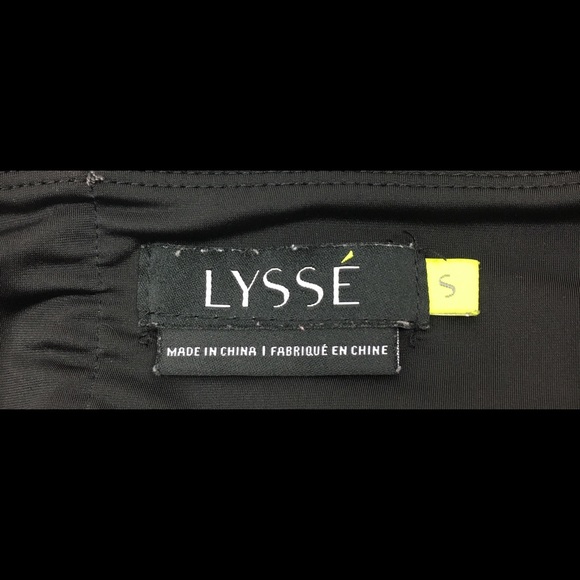 LYSSÉ
S
MADE IN CHINA | FABRIQUÉ EN CHINE